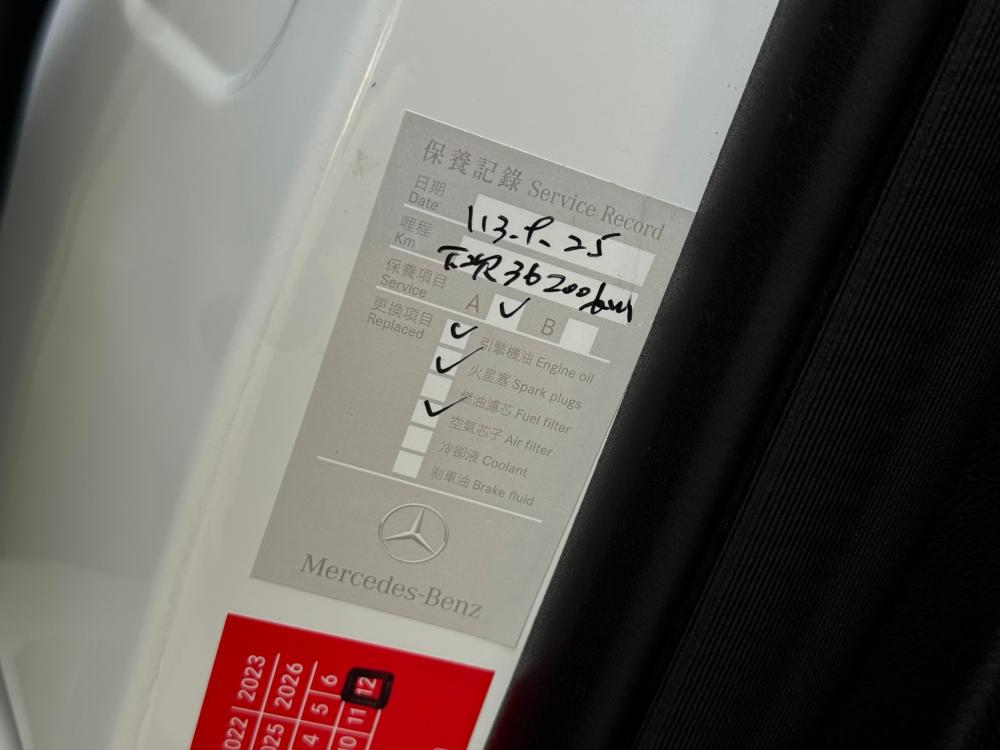 保養記錄 Service Record
日期
Date
113.9.25
哩程
Km
36200km
保養項目
Service
A ✓ B
更換項目
Replaced
✓ 引擎機油 Engine oil
✓ 火星塞 Spark plugs
燃油濾芯 Fuel filter
✓ 空氣芯子 Air filter
冷卻液 Coolant
剎車油 Brake fluid
Mercedes-Benz
2023
2026
6
12
5
11
4